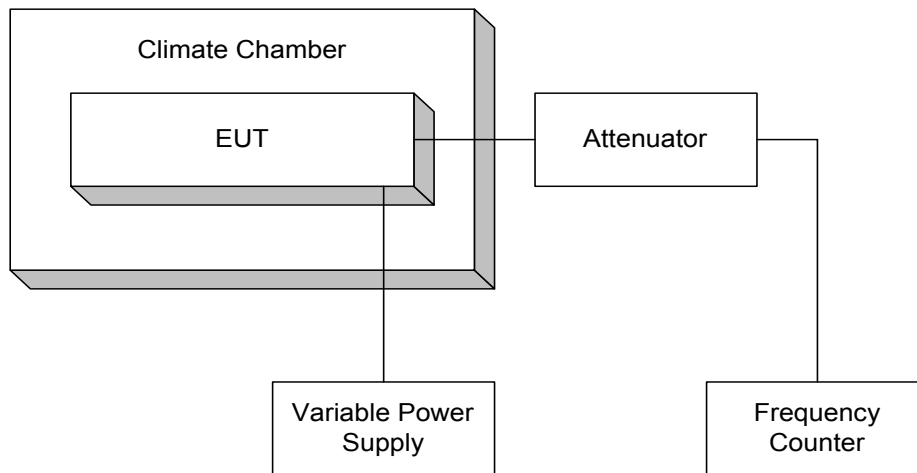 Climate Chamber
EUT
Attenuator
Variable Power
Supply
Frequency
Counter